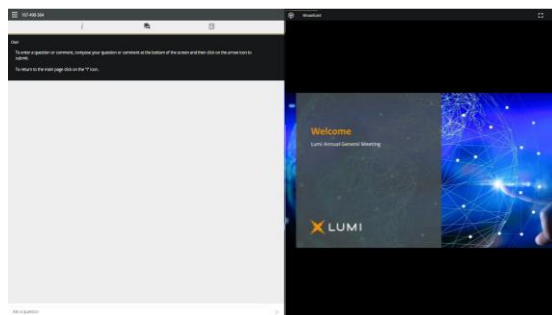 Broadcast
Chat
To enter a question or comment, compose your question or comment at the bottom of the screen and then click on the arrow icon to
submit.
To return to the main page click on the "i" icon.
Welcome
Lumi Annual General Meeting
LUMI
Ask a question